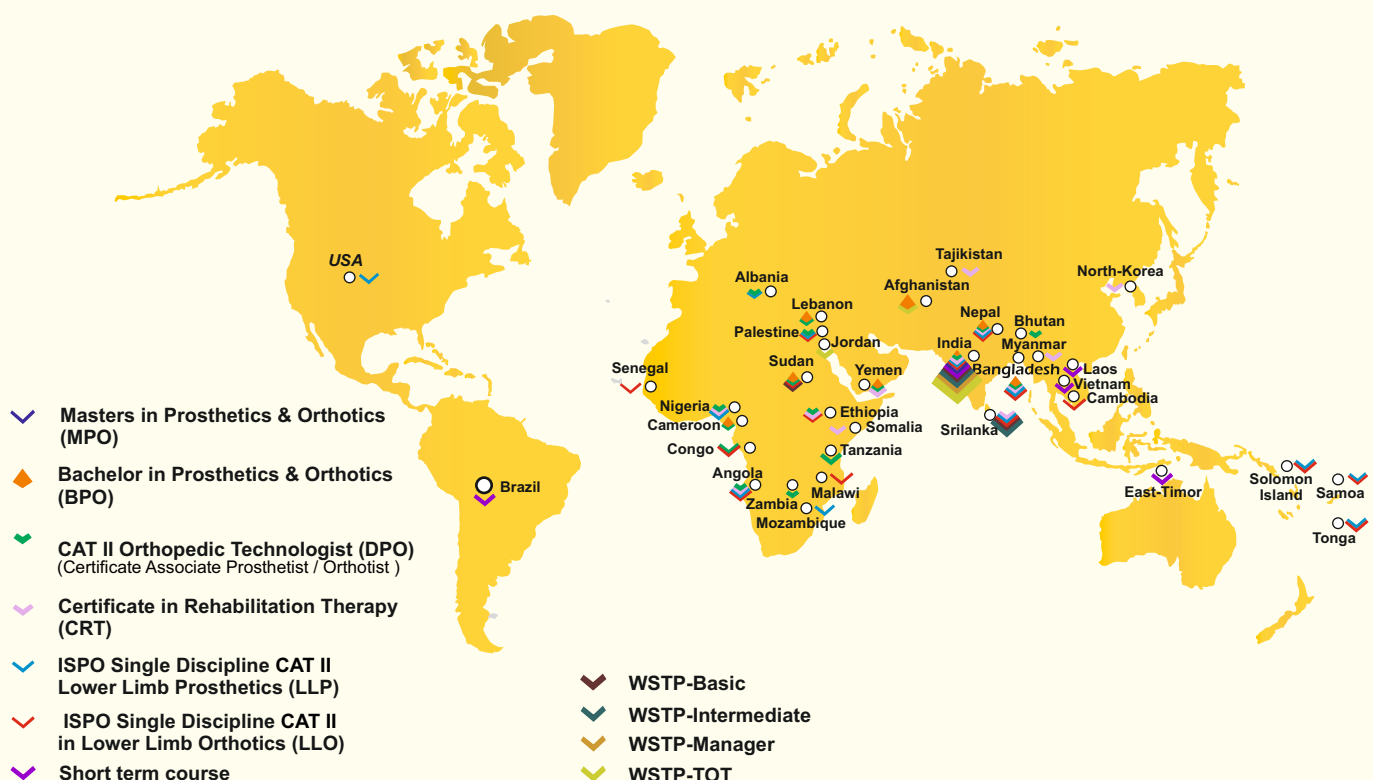 USA
Tajikistan
North-Korea
Albania
Afghanistan
Lebanon
Nepal
Bhutan
Palestine
Jordan
India
Myanmar
Sudan
Yemen
Bangladesh
Laos
Senegal
Vietnam
Cambodia
Nigeria
Ethiopia
Cameroon
Somalia
Srilanka
Congo
Tanzania
Angola
Brazil
Malawi
Zambia
Mozambique
East-Timor
Solomon
Island
Samoa
Tonga
Masters in Prosthetics & Orthotics
(MPO)
Bachelor in Prosthetics & Orthotics
(BPO)
CAT II Orthopedic Technologist (DPO)
(Certificate Associate Prosthetist / Orthotist )
Certificate in Rehabilitation Therapy
(CRT)
ISPO Single Discipline CAT II
Lower Limb Prosthetics (LLP)
ISPO Single Discipline CAT II
in Lower Limb Orthotics (LLO)
Short term course
WSTP-Basic
WSTP-Intermediate
WSTP-Manager
WSTP-TOT